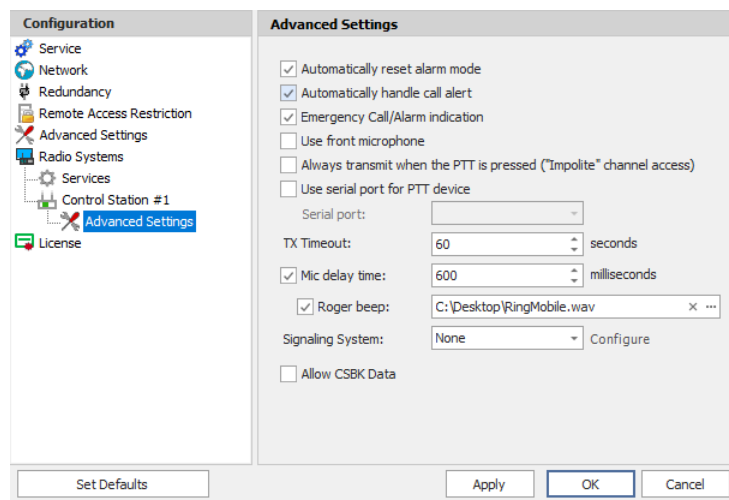 Configuration
Service
Network
Redundancy
Remote Access Restriction
Advanced Settings
Radio Systems
Services
Control Station #1
Advanced Settings
License
Advanced Settings
Automatically reset alarm mode
Automatically handle call alert
Emergency Call/Alarm indication
Use front microphone
Always transmit when the PTT is pressed ("Impolite" channel access)
Use serial port for PTT device
Serial port:
TX Timeout: 60 seconds
Mic delay time: 600 milliseconds
Roger beep: C:\Desktop\RingMobile.wav
Signaling System: None Configure
Allow CSBK Data
Set Defaults Apply OK Cancel